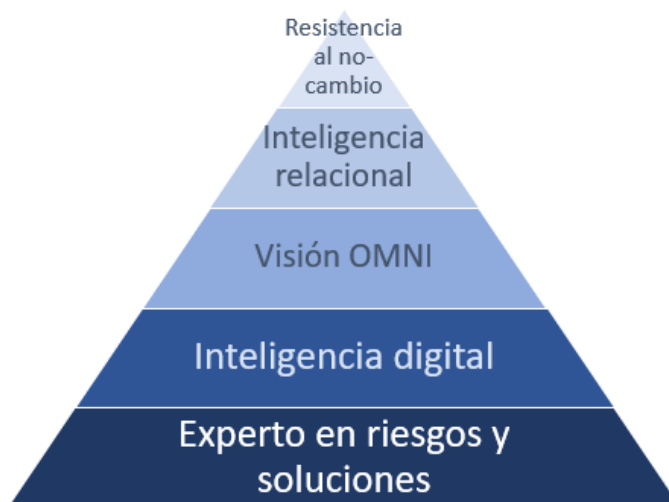 Resistencia
al no-
cambio
Inteligencia
relacional
Visión OMNI
Inteligencia digital
Experto en riesgos y
soluciones